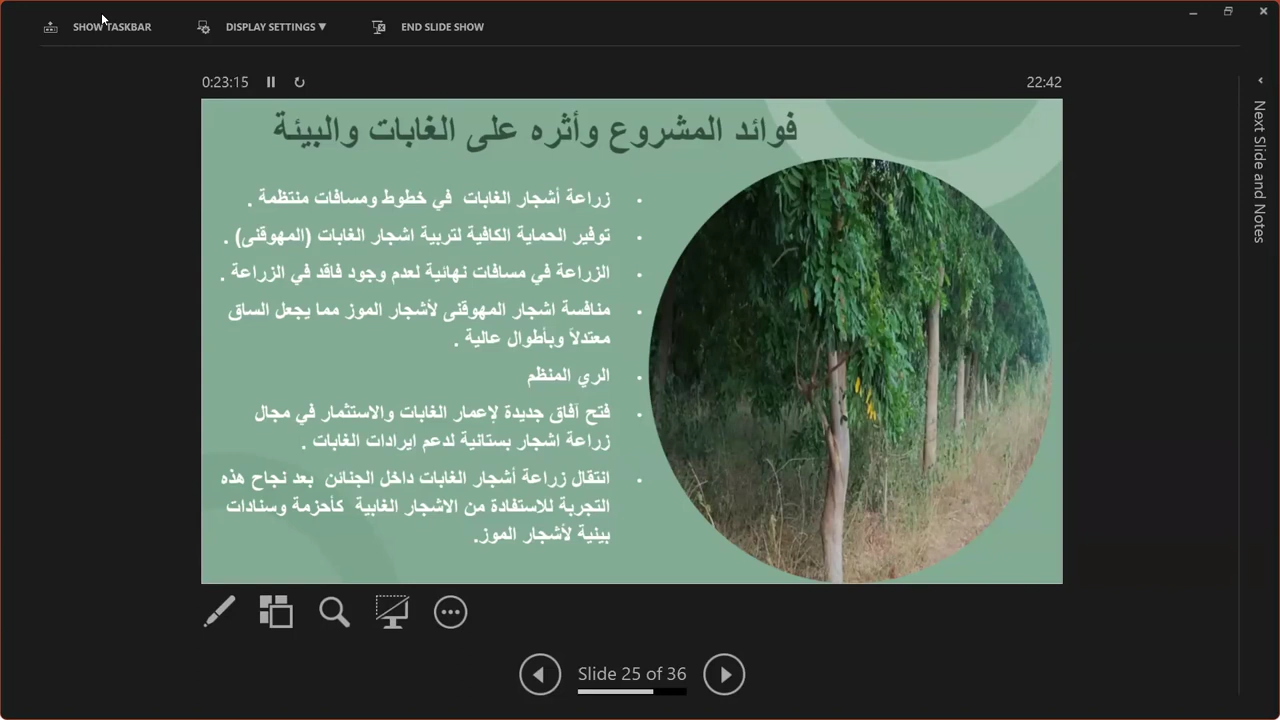 SHOW TASKBAR
DISPLAY SETTINGS ▼
END SLIDE SHOW
0:23:15
22:42
فوائد المشروع وأثره على الغابات والبيئة
• زراعة أشجار الغابات في خطوط ومسافات منتظمة .
• توفير الحماية الكافية لتربية اشجار الغابات (المهوقنى) .
• الزراعة في مسافات نهائية لعدم وجود فاقد في الزراعة .
• منافسة اشجار المهوقنى لأشجار الموز مما يجعل الساق
معتدلاً وبأطوال عالية .
• الري المنظم
• فتح آفاق جديدة لإعمار الغابات والاستثمار في مجال
زراعة اشجار بستانية لدعم ايرادات الغابات .
• انتقال زراعة أشجار الغابات داخل الجنائن بعد نجاح هذه
التجربة للاستفادة من الاشجار الغابية كأحزمة وسنادات
بينية لأشجار الموز.
Slide 25 of 36
Next Slide and Notes